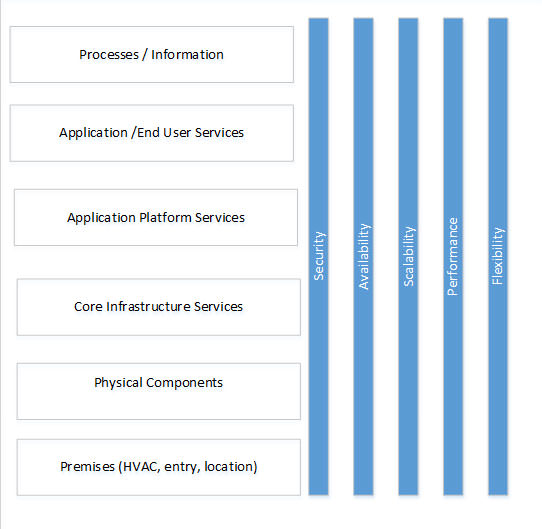 Processes / Information
Application /End User Services
Application Platform Services
Core Infrastructure Services
Physical Components
Premises (HVAC, entry, location)
Security
Availability
Scalability
Performance
Flexibility